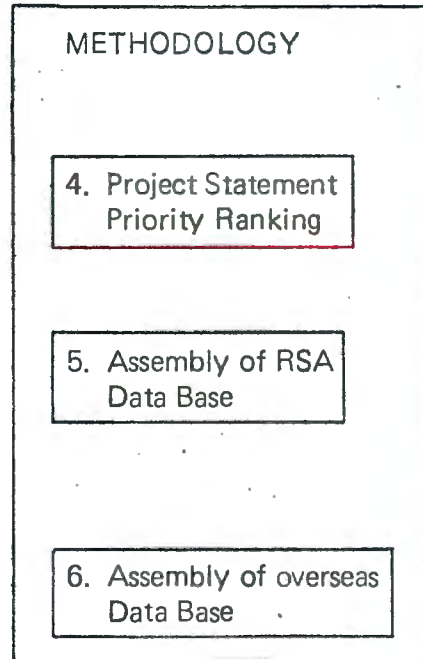 METHODOLOGY
4. Project Statement
Priority Ranking
5. Assembly of RSA
Data Base
6. Assembly of overseas
Data Base